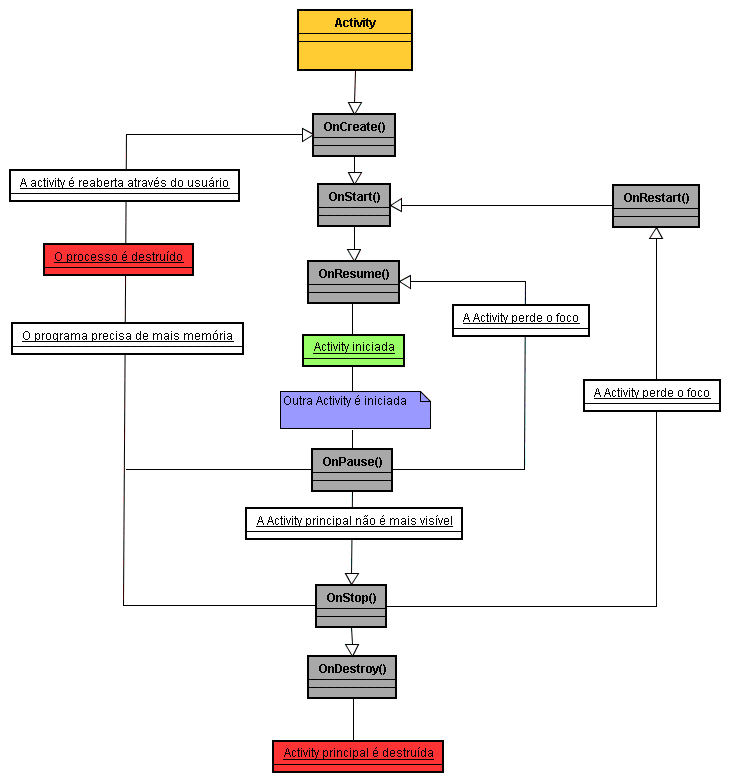 Activity
OnCreate()
A activity é reaberta através do usuário
OnStart()
OnRestart()
O processo é destruído
OnResume()
A Activity perde o foco
O programa precisa de mais memória
Activity iniciada
A Activity perde o foco
Outra Activity é iniciada
OnPause()
A Activity principal não é mais visível
OnStop()
OnDestroy()
Activity principal é destruída